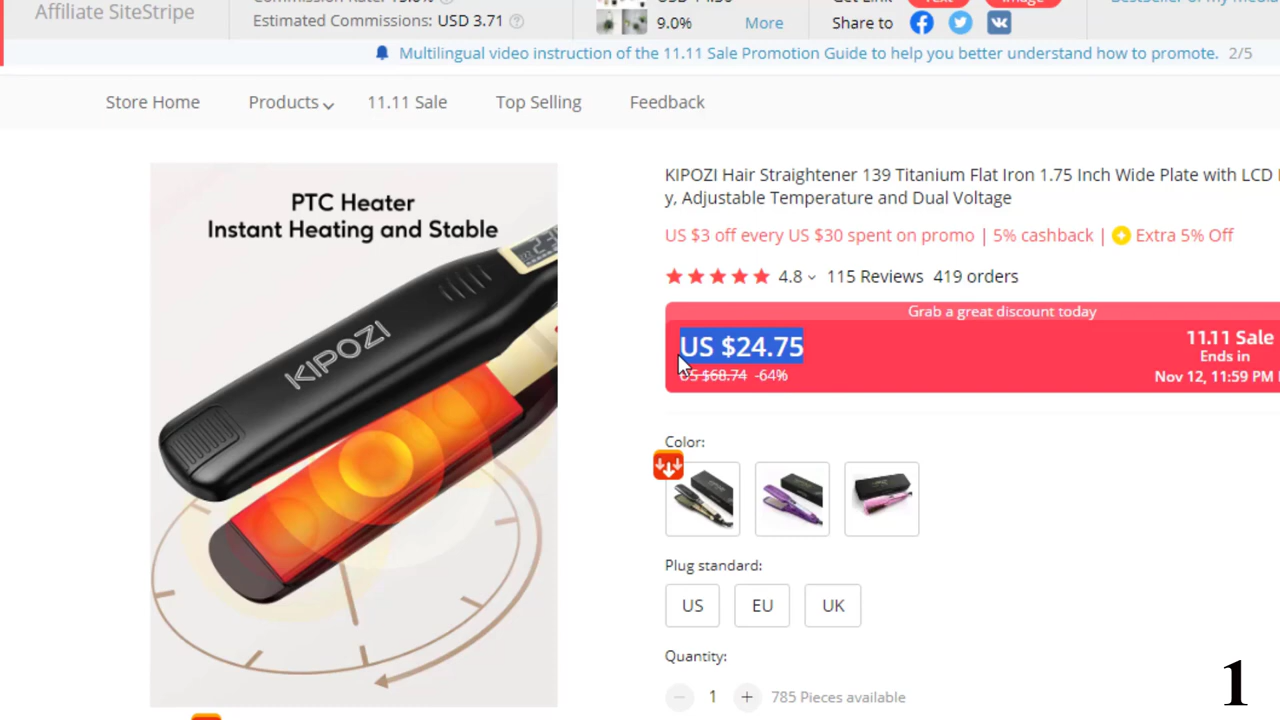 Affiliate SiteStripe
Estimated Commissions: USD 3.71
9.0% More
Share to
Multilingual video instruction of the 11.11 Sale Promotion Guide to help you better understand how to promote. 2/5
Store Home Products 11.11 Sale Top Selling Feedback
PTC Heater
Instant Heating and Stable
KIPOZI
KIPOZI Hair Straightener 139 Titanium Flat Iron 1.75 Inch Wide Plate with LCD
y, Adjustable Temperature and Dual Voltage
US $3 off every US $30 spent on promo | 5% cashback | Extra 5% Off
4.8 115 Reviews 419 orders
Grab a great discount today
US $24.75
11.11 Sale
Ends in
US $68.74 -64%
Nov 12, 11:59 PM
Color:
Plug standard:
US EU UK
Quantity:
1 785 Pieces available
1